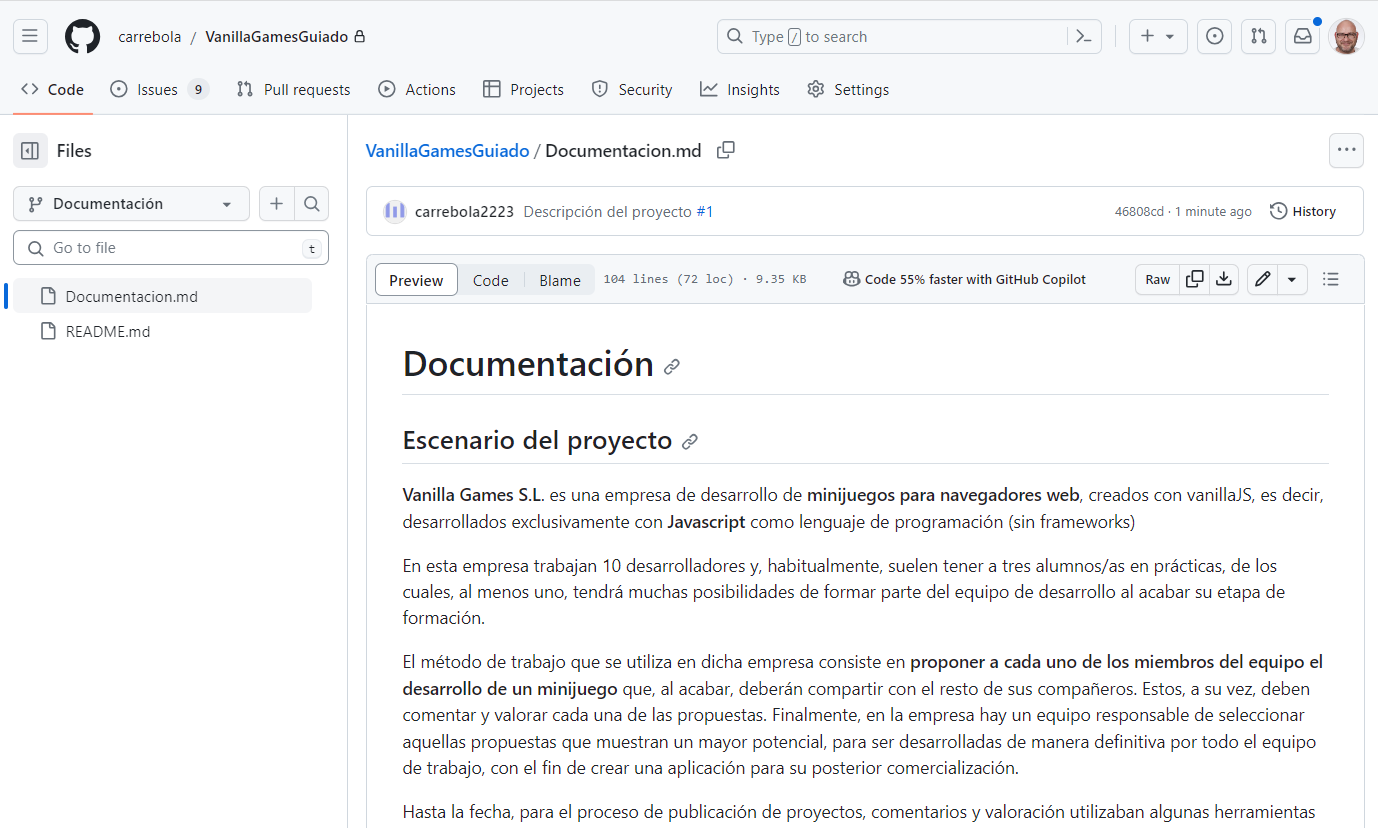 carrebola / VanillaGamesGuiado
Type / to search
Code
Issues 9
Pull requests
Actions
Projects
Security
Insights
Settings
Files
Documentación
Go to file
t
Documentacion.md
README.md
VanillaGamesGuiado / Documentacion.md
carrebola2223 Descripción del proyecto #1
46808cd · 1 minute ago
History
Preview
Code
Blame
104 lines (72 loc) · 9.35 KB
Code 55% faster with GitHub Copilot
Raw
Documentación
Escenario del proyecto
Vanilla Games S.L. es una empresa de desarrollo de minijuegos para navegadores web, creados con vanillaJS, es decir,
desarrollados exclusivamente con Javascript como lenguaje de programación (sin frameworks)
En esta empresa trabajan 10 desarrolladores y, habitualmente, suelen tener a tres alumnos/as en prácticas, de los
cuales, al menos uno, tendrá muchas posibilidades de formar parte del equipo de desarrollo al acabar su etapa de
formación.
El método de trabajo que se utiliza en dicha empresa consiste en proponer a cada uno de los miembros del equipo el
desarrollo de un minijuego que, al acabar, deberán compartir con el resto de sus compañeros. Estos, a su vez, deben
comentar y valorar cada una de las propuestas. Finalmente, en la empresa hay un equipo responsable de seleccionar
aquellas propuestas que muestran un mayor potencial, para ser desarrolladas de manera definitiva por todo el equipo
de trabajo, con el fin de crear una aplicación para su posterior comercialización.
Hasta la fecha, para el proceso de publicación de proyectos, comentarios y valoración utilizaban algunas herramientas